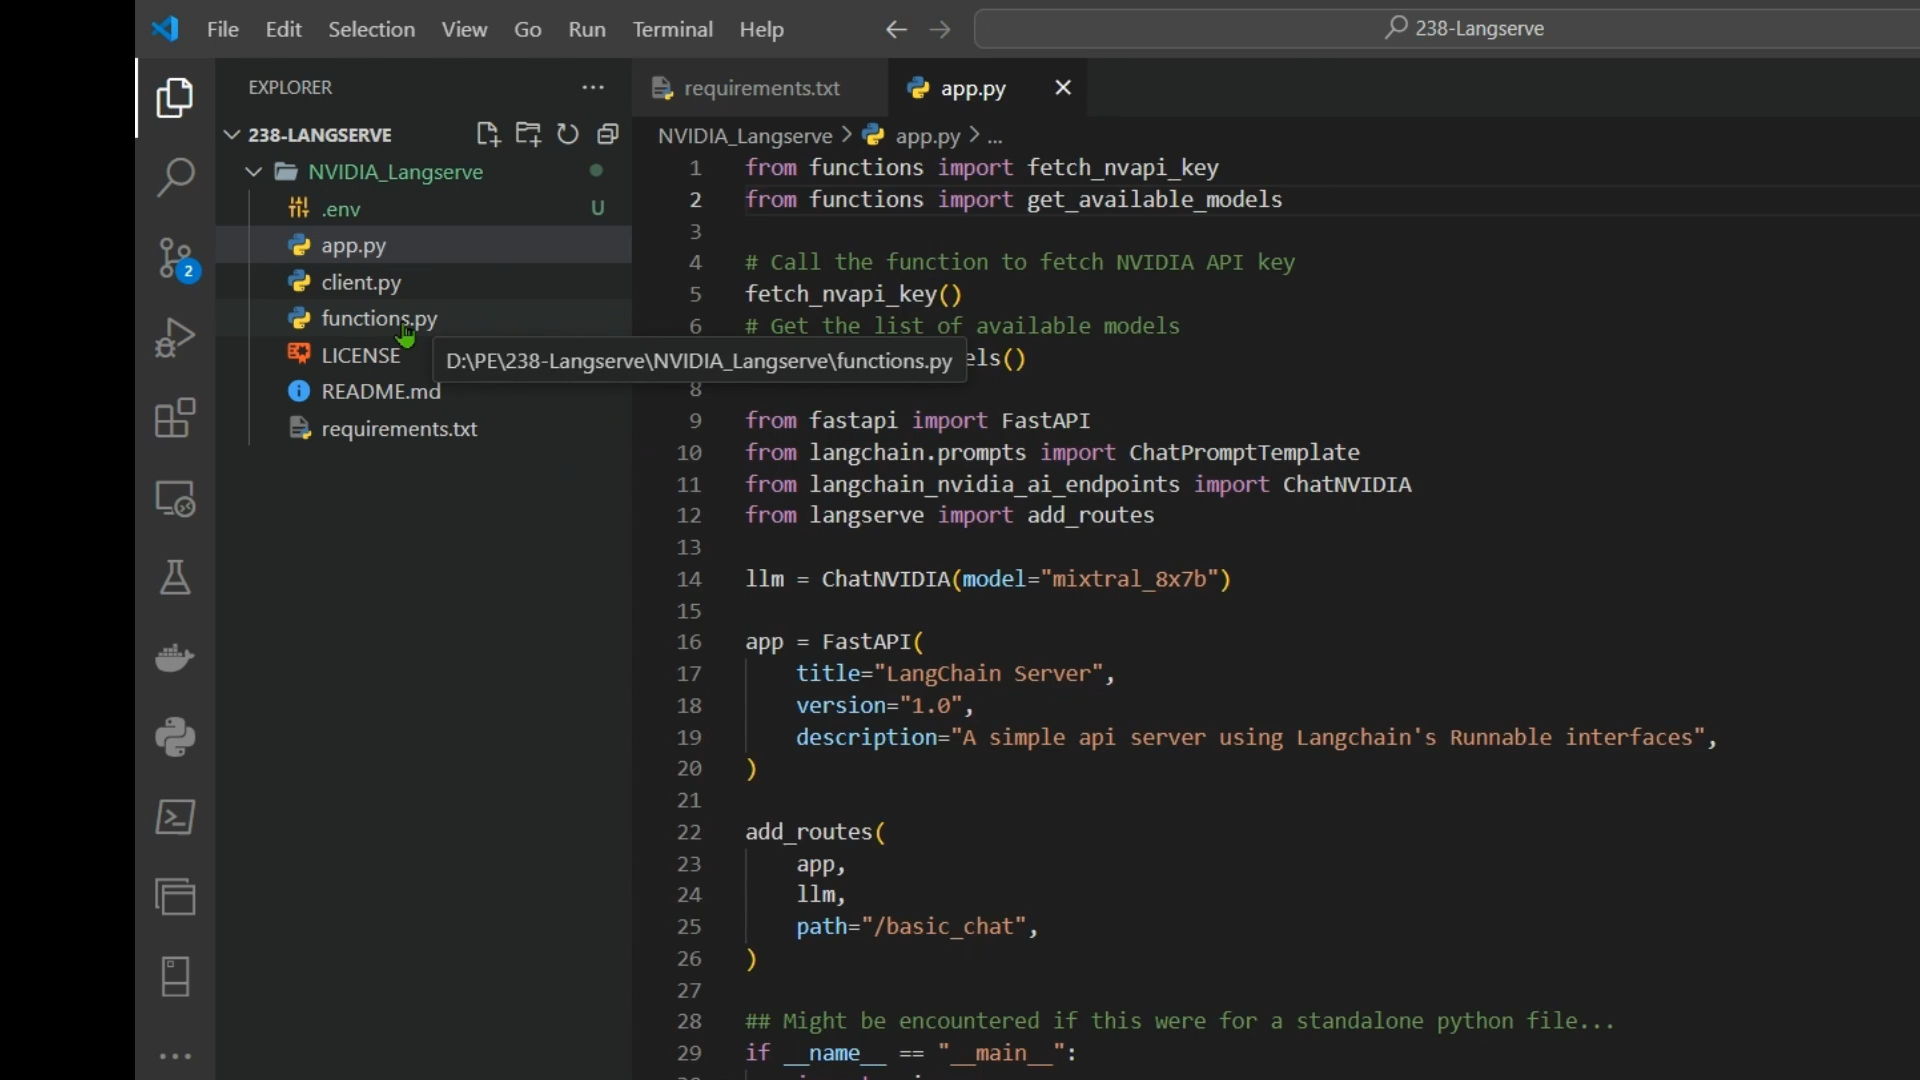 File Edit Selection View Go Run Terminal Help
238-Langserve
EXPLORER
238-LANGSERVE
NVIDIA_Langserve
.env U
app.py
client.py
functions.py
LICENSE
README.md
requirements.txt
2
D:\PE\238-Langserve\NVIDIA_Langserve\functions.py
requirements.txt app.py
NVIDIA_Langserve > app.py > ...
1 from functions import fetch_nvapi_key
2 from functions import get_available_models
3
4 # Call the function to fetch NVIDIA API key
5 fetch_nvapi_key()
6 # Get the list of available models
els()
8
9 from fastapi import FastAPI
10 from langchain.prompts import ChatPromptTemplate
11 from langchain_nvidia_ai_endpoints import ChatNVIDIA
12 from langserve import add_routes
13
14 llm = ChatNVIDIA(model="mixtral_8x7b")
15
16 app = FastAPI(
17 title="LangChain Server",
18 version="1.0",
19 description="A simple api server using Langchain's Runnable interfaces",
20 )
21
22 add_routes(
23 app,
24 llm,
25 path="/basic_chat",
26 )
27
28 ## Might be encountered if this were for a standalone python file...
29 if __name__ == "__main__":